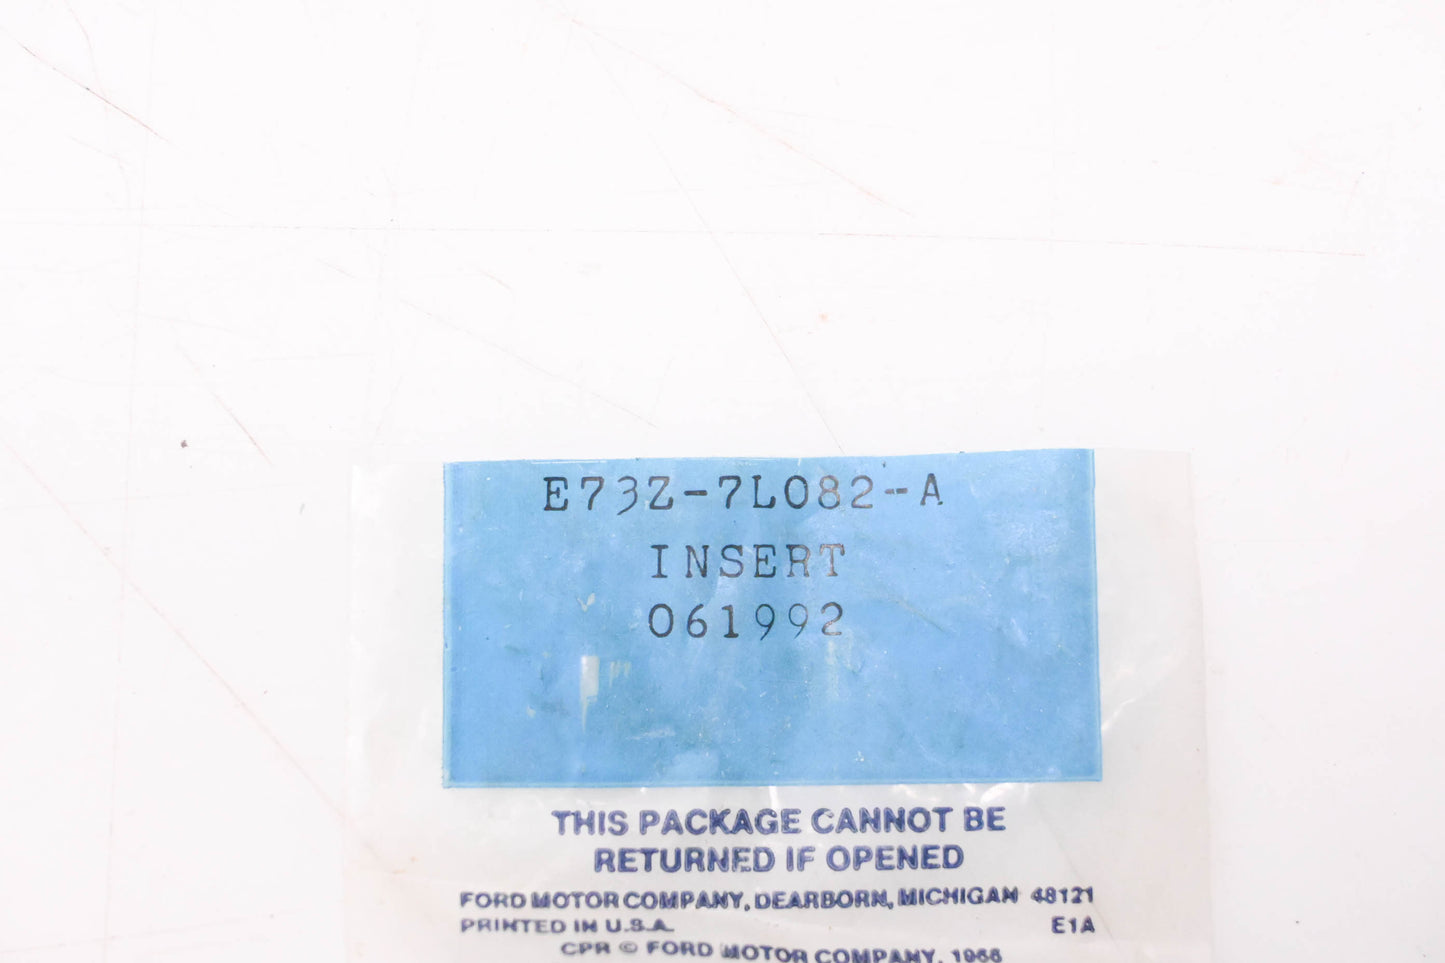 E73Z-7L082-A
INSERT
061992
THIS PACKAGE CANNOT BE
RETURNED IF OPENED
FORD MOTOR COMPANY, DEARBORN, MICHIGAN 48121
PRINTED IN U.S.A. E1A
CPR © FORD MOTOR COMPANY, 1966